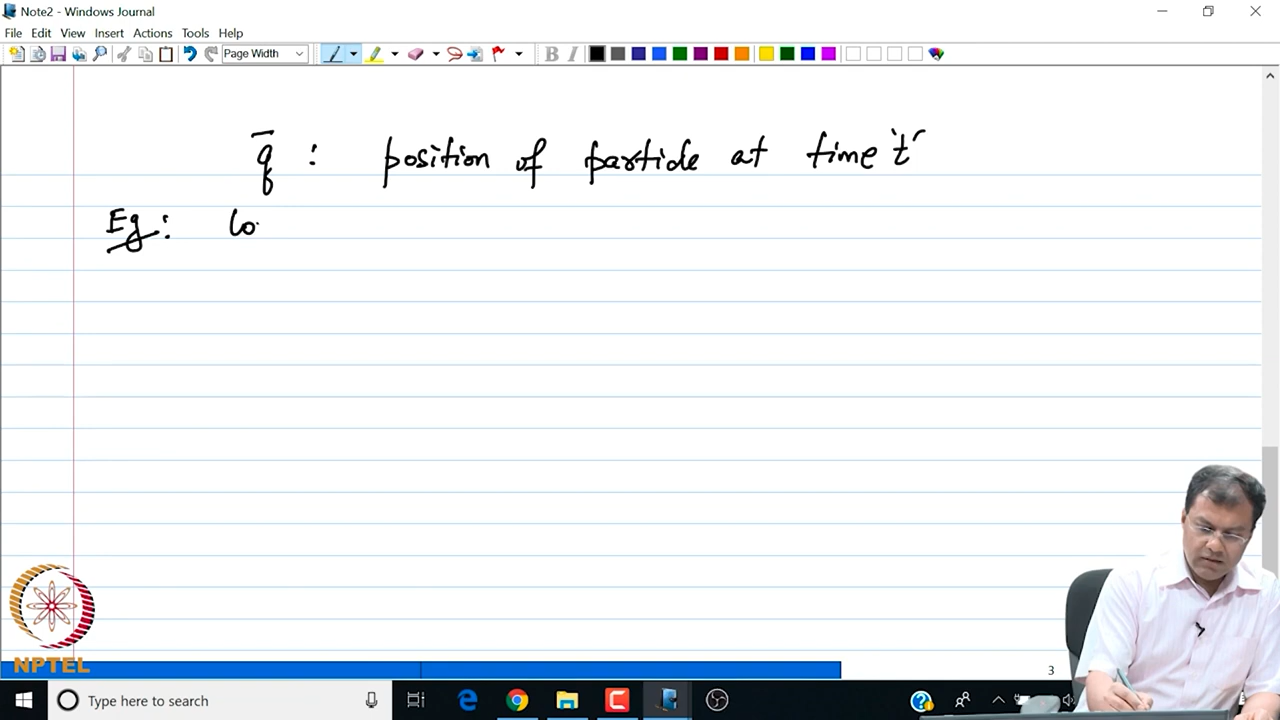 Note2 - Windows Journal
File Edit View Insert Actions Tools Help
Page Width B I
q̄ : position of particle at time 't'
Eg: Co
3
NPTEL
Type here to search